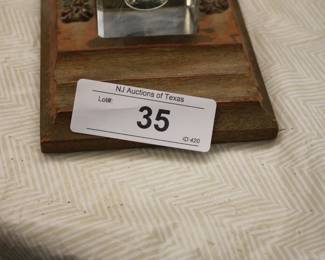 NJ Auctions of Texas
Lot#:
35
ID:420